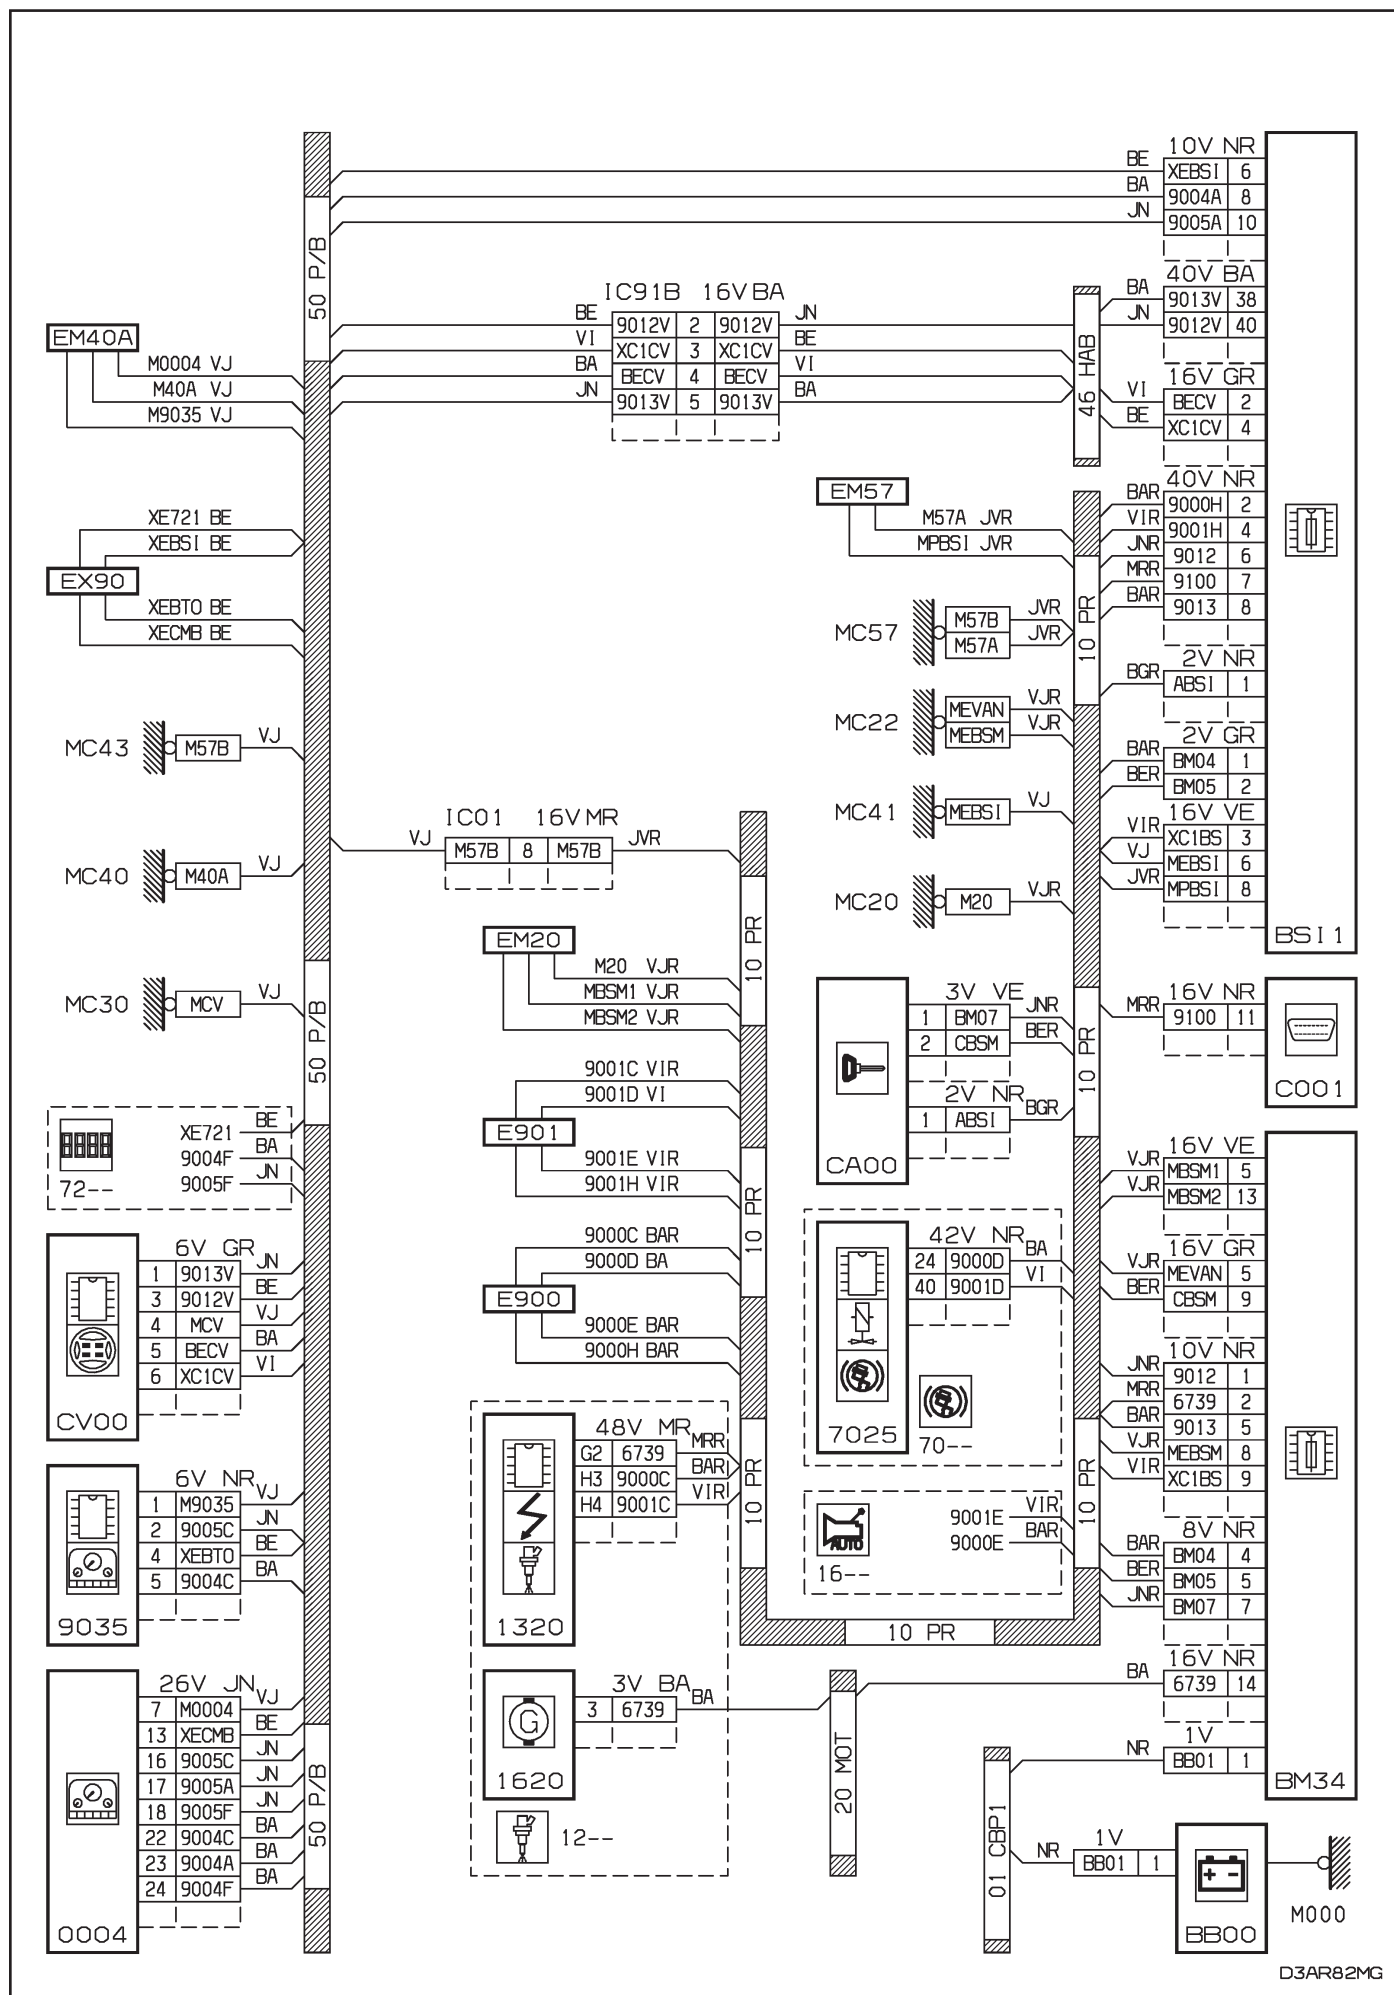 10V NR
BE XEBSI 6
BA 9004A 8
JN 9005A 10
50 P/B
40V BA
BA 9013V 38
JN 9012V 40
IC91B 16V BA
BE 9012V 2 9012V JN
VI XC1CV 3 XC1CV BE
BA BECV 4 BECV VI
JN 9013V 5 9013V BA
46 HAB
16V GR
VI BECV 2
BE XC1CV 4
EM40A
M0004 VJ
M40A VJ
M9035 VJ
40V NR
BAR 9000H 2
VIR 9001H 4
JNR 9012 6
MRR 9100 7
BAR 9013 8
EM57
M57A JVR
MPBSI JVR
10 PR
XE721 BE
XEBSI BE
EX90
XEBTO BE
XECMB BE
MC57
M57B JVR
M57A JVR
2V NR
BGR ABSI 1
MC22
MEVAN VJR
MEBSM VJR
MC43 M57B VJ
2V GR
BAR BM04 1
BER BM05 2
MC41 MEBSI VJ
16V VE
VIR XC1BS 3
VJ MEBSI 6
JVR MPBSI 8
BSI1
IC01 16V MR
VJ M57B 8 M57B JVR
MC40 M40A VJ
MC20 M20 VJR
EM20
M20 VJR
MBSM1 VJR
MBSM2 VJR
10 PR
MC30 MCV VJ
50 P/B
3V VE
1 BM07 JNR
2 CBSM BER
2V NR
1 ABSI BGR
CA00
10 PR
16V NR
MRR 9100 11
C001
9001C VIR
9001D VI
E901
9001E VIR
9001H VIR
10 PR
XE721 BE
9004F BA
9005F JN
72--
16V VE
VJR MBSM1 5
VJR MBSM2 13
6V GR
1 9013V JN
3 9012V BE
4 MCV VJ
5 BECV BA
6 XC1CV VI
CV00
9000C BAR
9000D BA
E900
9000E BAR
9000H BAR
42V NR
24 9000D BA
40 9001D VI
7025
70--
16V GR
VJR MEVAN 5
BER CBSM 9
10V NR
JNR 9012 1
MRR 6739 2
BAR 9013 5
VJR MEBSM 8
VIR XC1BS 9
48V MR
G2 6739 MRR
H3 9000C BAR
H4 9001C VIR
1320
10 PR
10 PR
6V NR
1 M9035 VJ
2 9005C JN
4 XEBTO BE
5 9004C BA
9035
AUTO
9001E VIR
9000E BAR
16--
8V NR
BAR BM04 4
BER BM05 5
JNR BM07 7
10 PR
26V JN
7 M0004 VJ
13 XECMB BE
16 9005C JN
17 9005A JN
18 9005F JN
22 9004C BA
23 9004A BA
24 9004F BA
0004
50 P/B
3V BA
3 6739 BA
G
1620
12--
20 MOT
16V NR
BA 6739 14
1V
NR BB01 1
BM34
01 CBP1
1V
NR BB01 1
+ -
BB00
M000
D3AR82MG